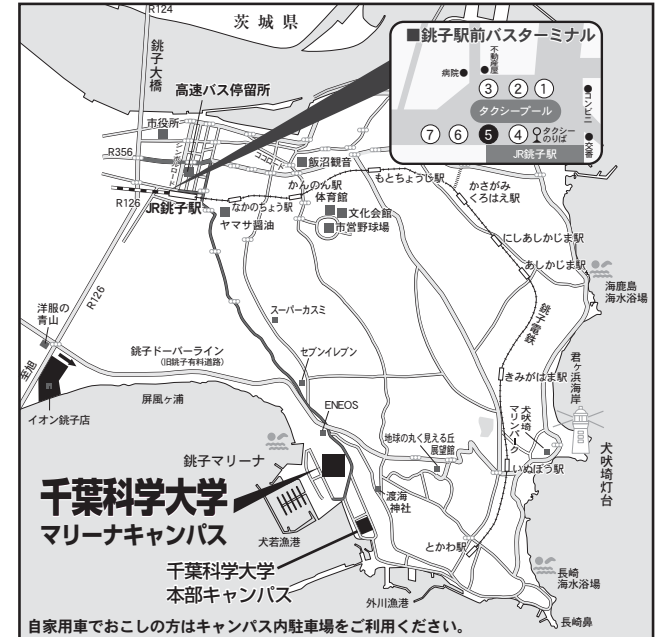 R124
茨城県
銚子大橋
高速バス停留所
市役所
R356
シンボルロード
ココロード
飯沼観音
R126
JR銚子駅
なかのちょう駅
ヤマサ醤油
かんのん駅
体育館
文化会館
市営野球場
■銚子駅前バスターミナル
不動産屋
病院
③ ② ①
タクシープール
⑦ ⑥ ❺ ④
タクシーのりば
JR銚子駅
コンビニ
交番
もとちょうし駅
かさがみ
くろはえ駅
にしあしかじま駅
あしかじま駅
海鹿島
海水浴場
銚子電鉄
洋服の
青山
R126
至旭
イオン銚子店
銚子ドーバーライン
(旧銚子有料道路)
屏風ヶ浦
スーパーカスミ
セブンイレブン
ENEOS
きみがはま駅
君ヶ浜海岸
犬吠埼
マリンパーク
犬吠埼灯台
地球の丸く見える丘
展望館
いぬぼう駅
銚子マリーナ
千葉科学大学
マリーナキャンパス
犬若漁港
渡海
神社
千葉科学大学
本部キャンパス
とかわ駅
外川漁港
長崎
海水浴場
長崎鼻
自家用車でおこしの方はキャンパス内駐車場をご利用ください。